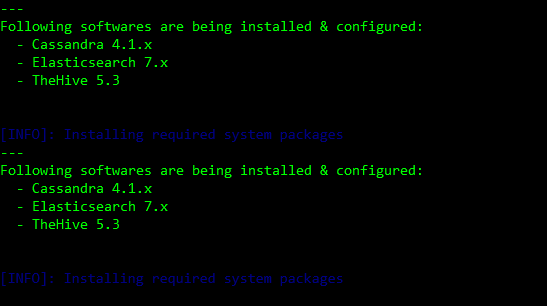 ---
Following softwares are being installed & configured:
- Cassandra 4.1.x
- Elasticsearch 7.x
- TheHive 5.3
[INFO]: Installing required system packages
---
Following softwares are being installed & configured:
- Cassandra 4.1.x
- Elasticsearch 7.x
- TheHive 5.3
[INFO]: Installing required system packages